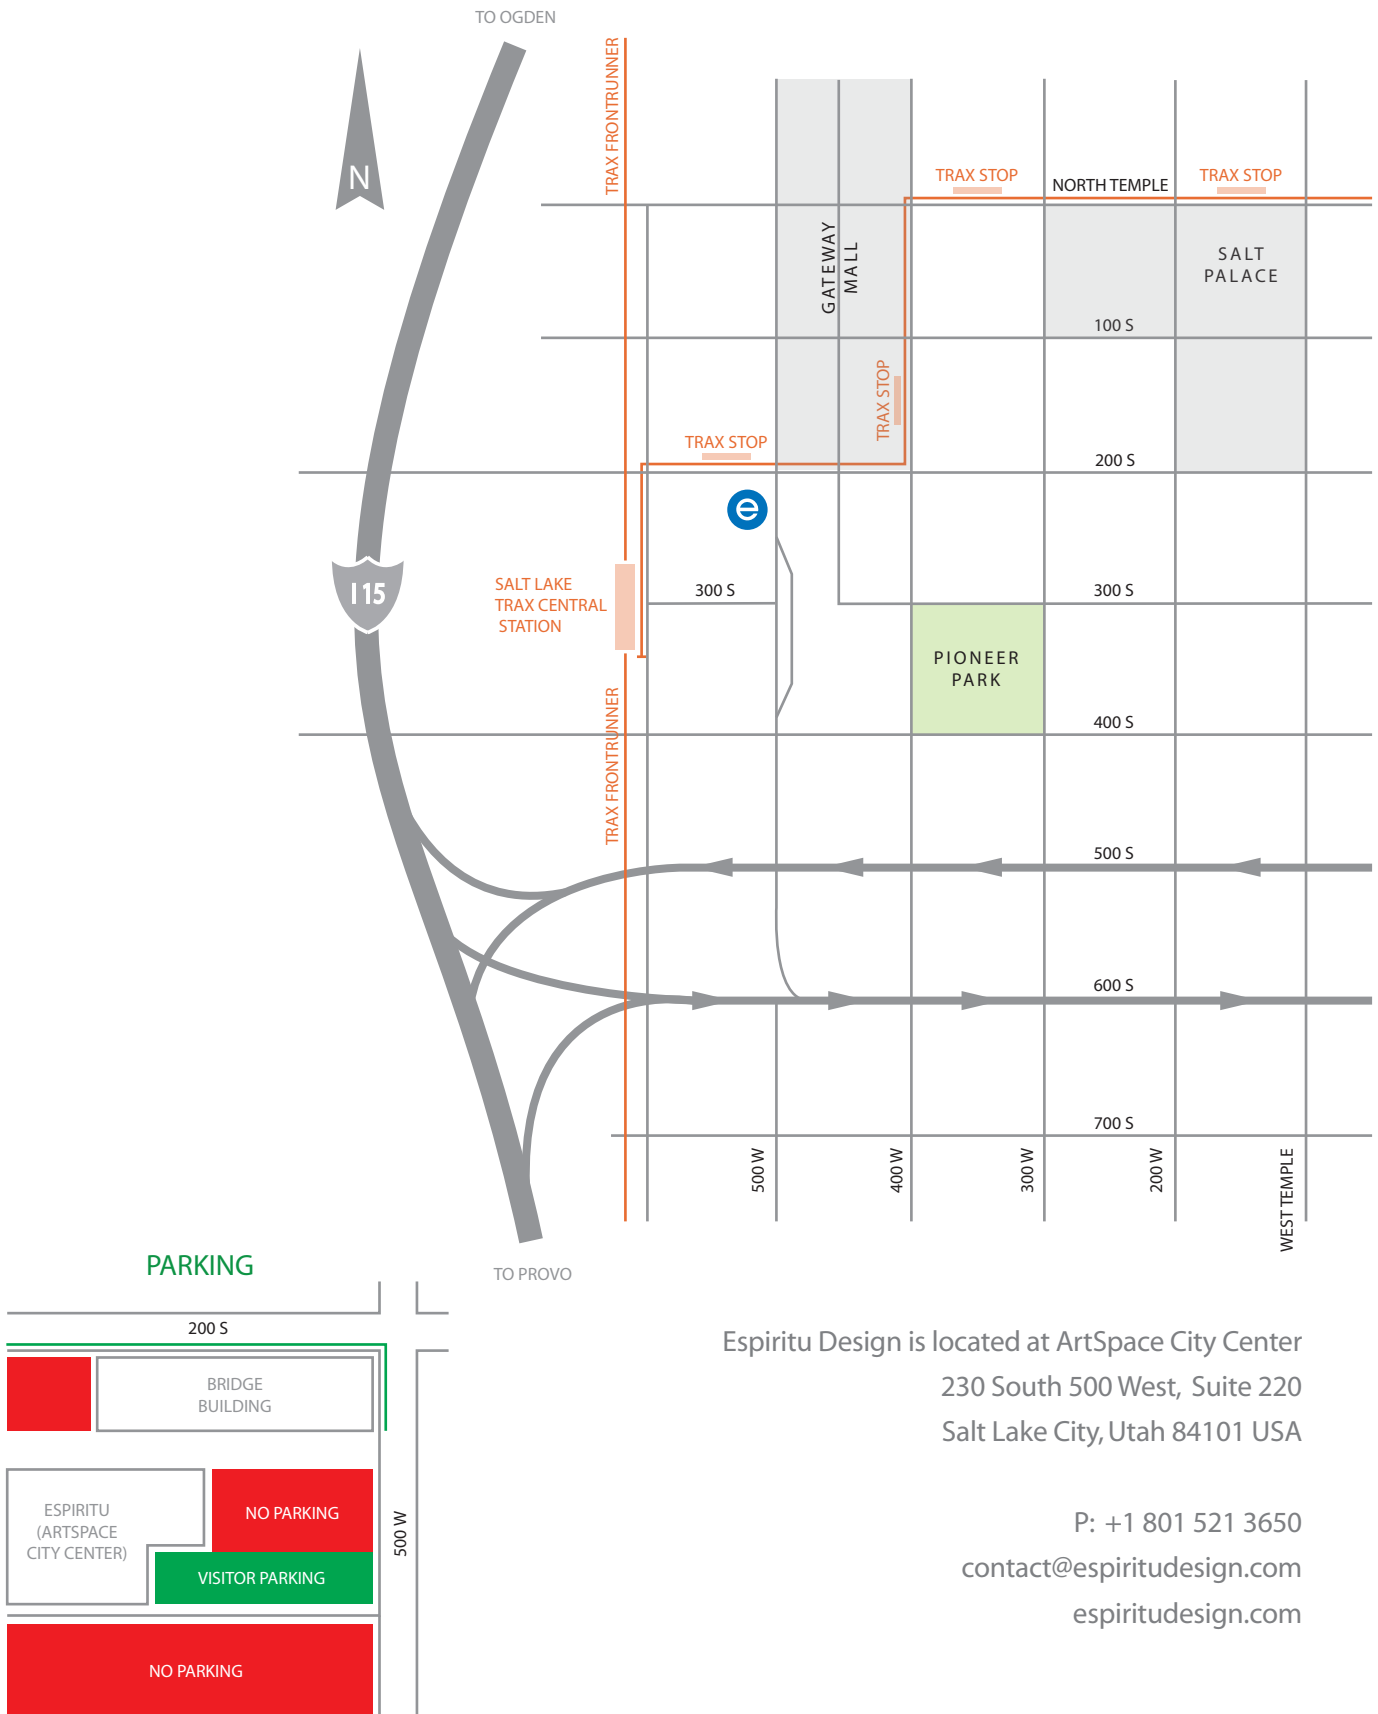 TO OGDEN
TRAX FRONTRUNNER
N
TRAX STOP
NORTH TEMPLE
TRAX STOP
GATEWAY
MALL
SALT
PALACE
100 S
TRAX STOP
TRAX STOP
200 S
e
I 15
SALT LAKE
TRAX CENTRAL
STATION
300 S
300 S
PIONEER
PARK
TRAX FRONTRUNNER
400 S
500 S
600 S
700 S
500 W
400 W
300 W
200 W
WEST TEMPLE
TO PROVO
PARKING
200 S
BRIDGE
BUILDING
ESPIRITU
(ARTSPACE
CITY CENTER)
NO PARKING
VISITOR PARKING
500 W
NO PARKING
Espiritu Design is located at ArtSpace City Center
230 South 500 West, Suite 220
Salt Lake City, Utah 84101 USA
P: +1 801 521 3650
contact@espiritudesign.com
espiritudesign.com